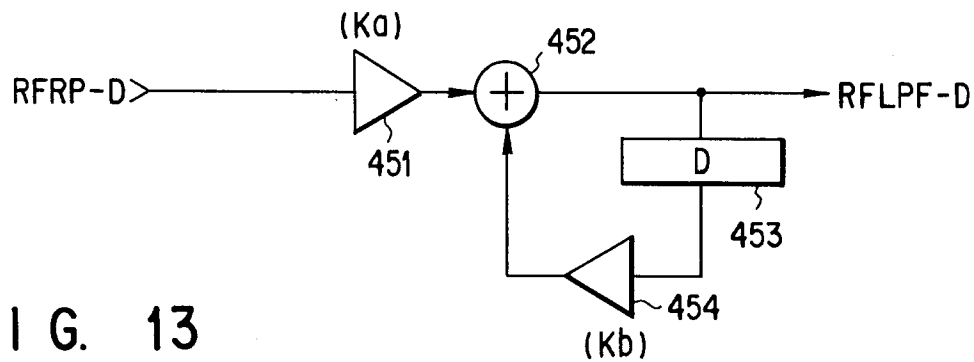 (Ka)
452
RFRP-D
+
RFLPF-D
451
D
453
454
(Kb)
I G. 13